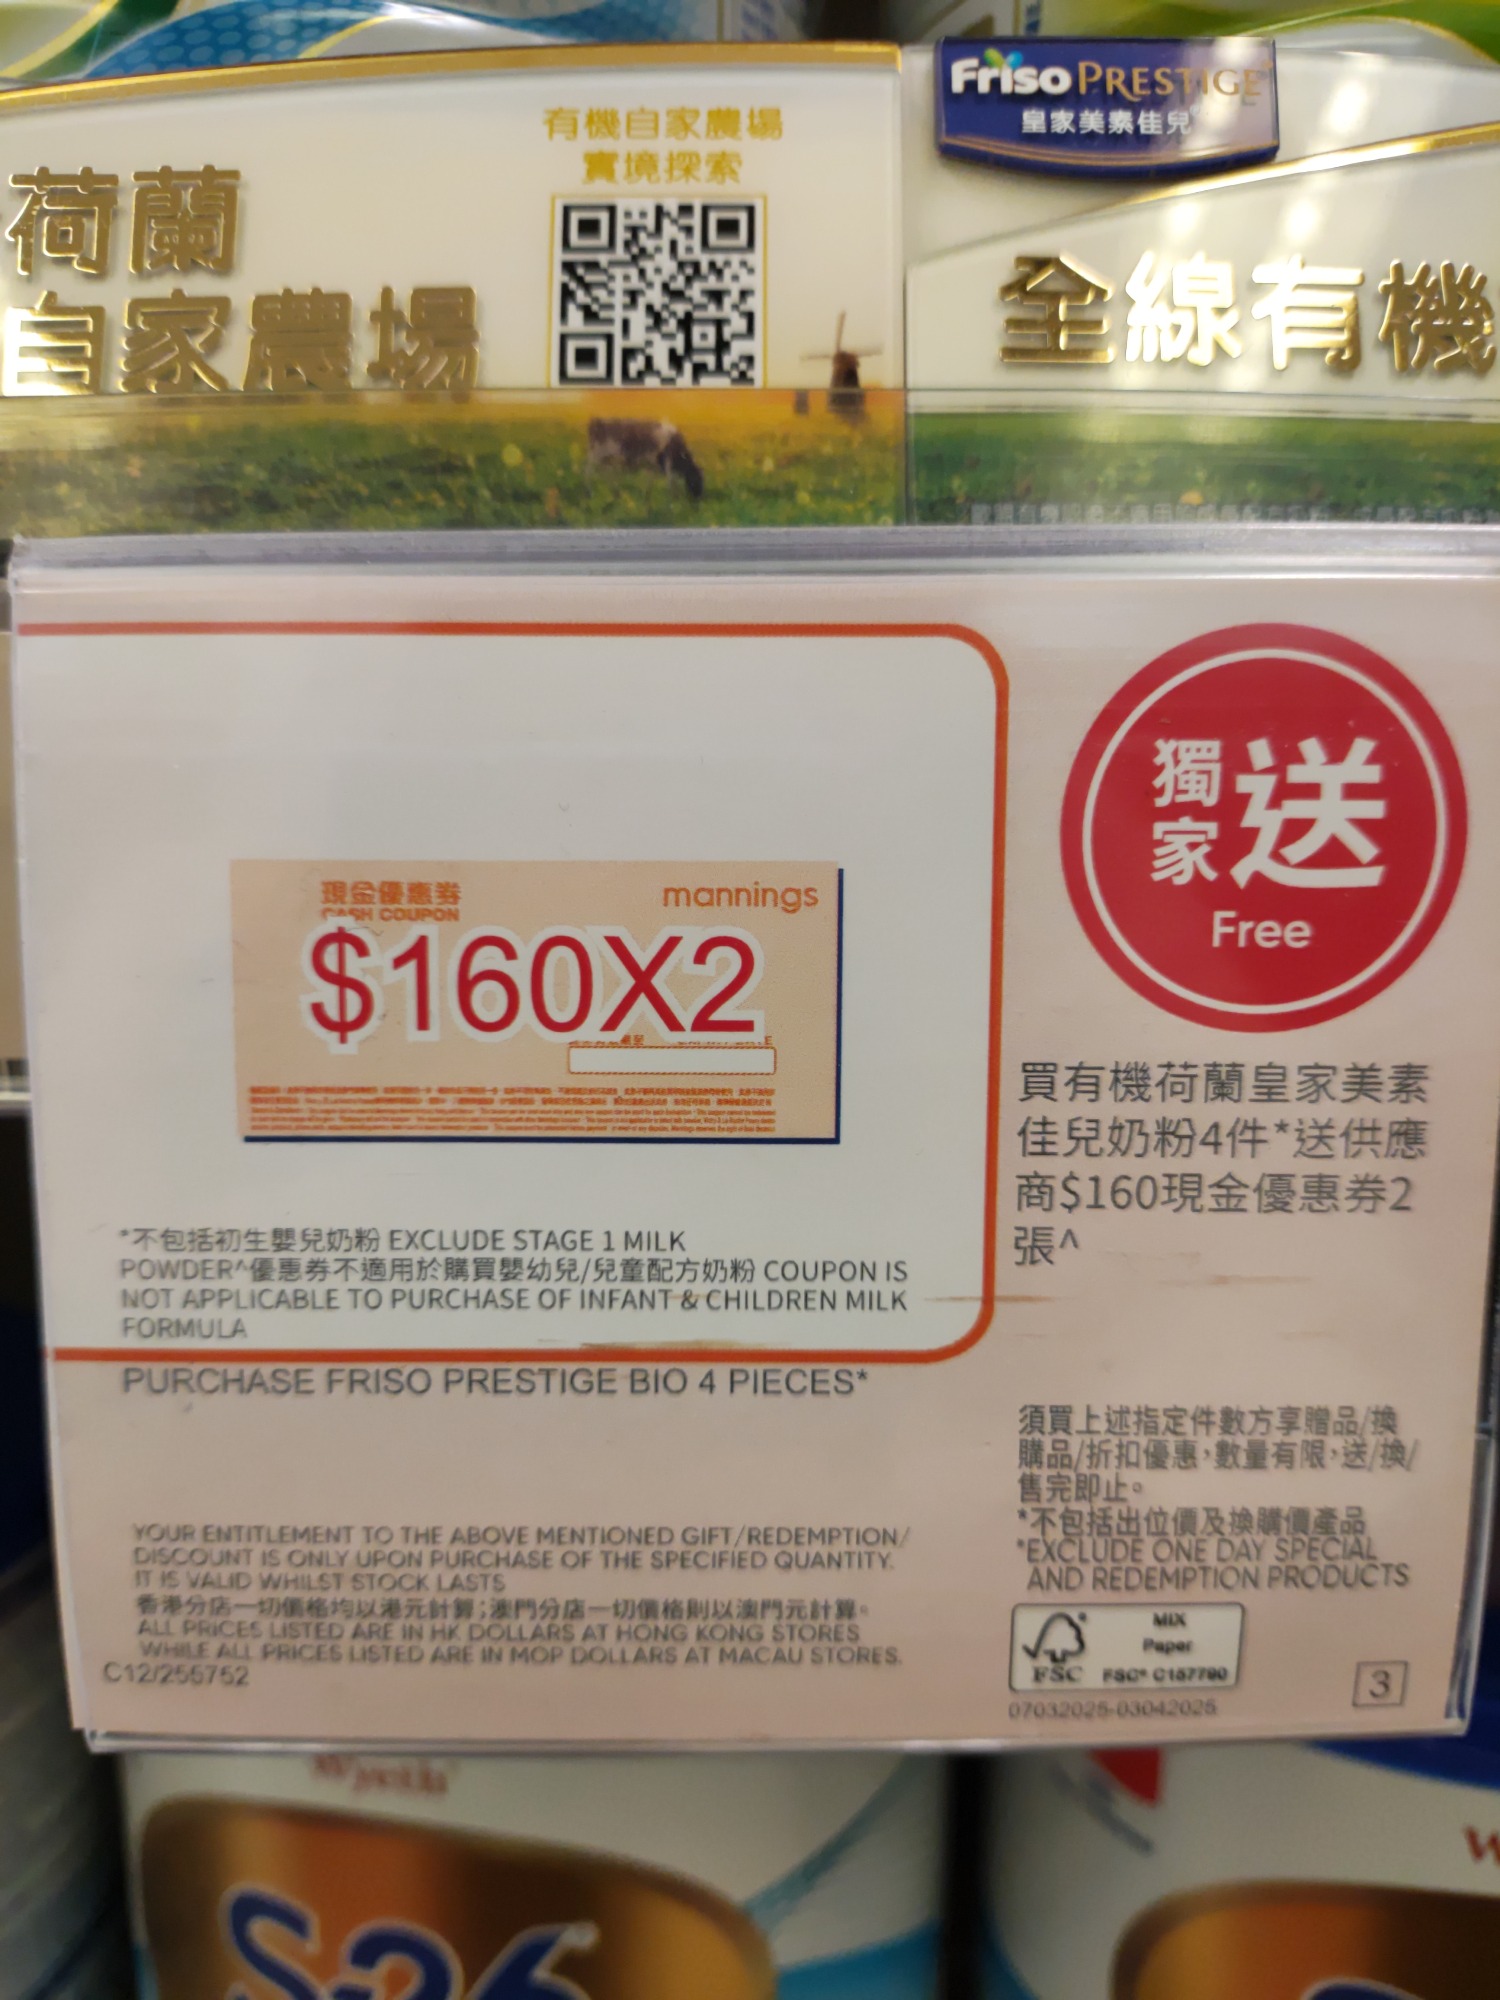 有機自家農場
實境探索
荷蘭
自家農場
Friso PRESTIGE
皇家美素佳兒
全線有機
獨家送
Free
現金優惠券
CASH COUPON
mannings
$160X2
買有機荷蘭皇家美素
佳兒奶粉4件*送供應
商$160現金優惠券2
張^
*不包括初生嬰兒奶粉 EXCLUDE STAGE 1 MILK
POWDER^優惠券不適用於購買嬰幼兒/兒童配方奶粉 COUPON IS
NOT APPLICABLE TO PURCHASE OF INFANT & CHILDREN MILK
FORMULA
PURCHASE FRISO PRESTIGE BIO 4 PIECES*
須買上述指定件數方享贈品/換
購品/折扣優惠，數量有限，送/換/
售完即止。
*不包括出位價及換購價產品
*EXCLUDE ONE DAY SPECIAL
AND REDEMPTION PRODUCTS
YOUR ENTITLEMENT TO THE ABOVE MENTIONED GIFT/REDEMPTION/
DISCOUNT IS ONLY UPON PURCHASE OF THE SPECIFIED QUANTITY.
IT IS VALID WHILST STOCK LASTS
香港分店一切價格均以港元計算；澳門分店一切價格則以澳門元計算。
ALL PRICES LISTED ARE IN HK DOLLARS AT HONG KONG STORES
WHILE ALL PRICES LISTED ARE IN MOP DOLLARS AT MACAU STORES.
C12/255752
FSC
MIX
Paper
FSC® C157790
07032025-03042025
3
Wyeth
S-26